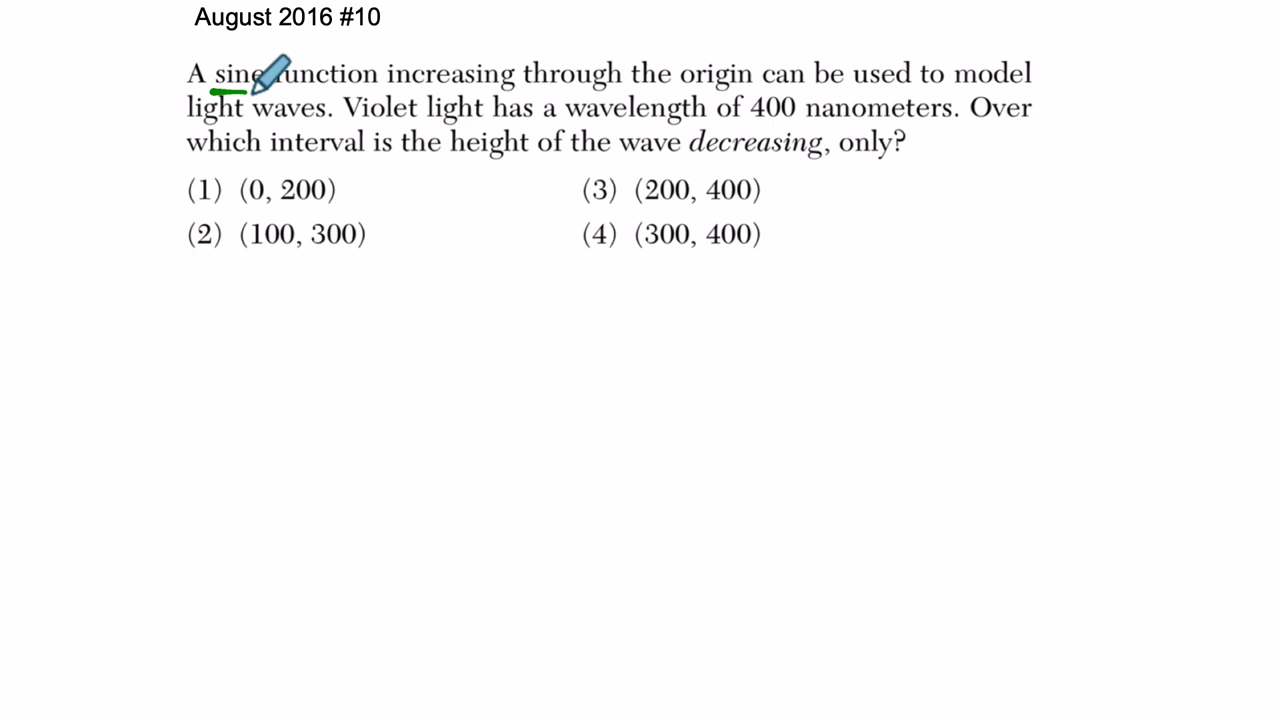 August 2016 #10
A sine function increasing through the origin can be used to model
light waves. Violet light has a wavelength of 400 nanometers. Over
which interval is the height of the wave decreasing, only?
(1) (0, 200) (3) (200, 400)
(2) (100, 300) (4) (300, 400)